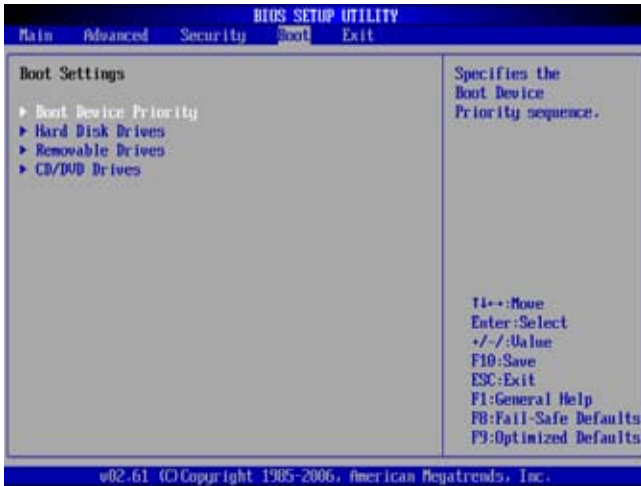 BIOS SETUP UTILITY
Main Advanced Security Boot Exit
Boot Settings
▶ Boot Device Priority
▶ Hard Disk Drives
▶ Removable Drives
▶ CD/DVD Drives
Specifies the
Boot Device
Priority sequence.
↑↓←→:Move
Enter:Select
+/-/:Value
F10:Save
ESC:Exit
F1:General Help
F8:Fail-Safe Defaults
F9:Optimized Defaults
v02.61 (C)Copyright 1985-2006, American Megatrends, Inc.